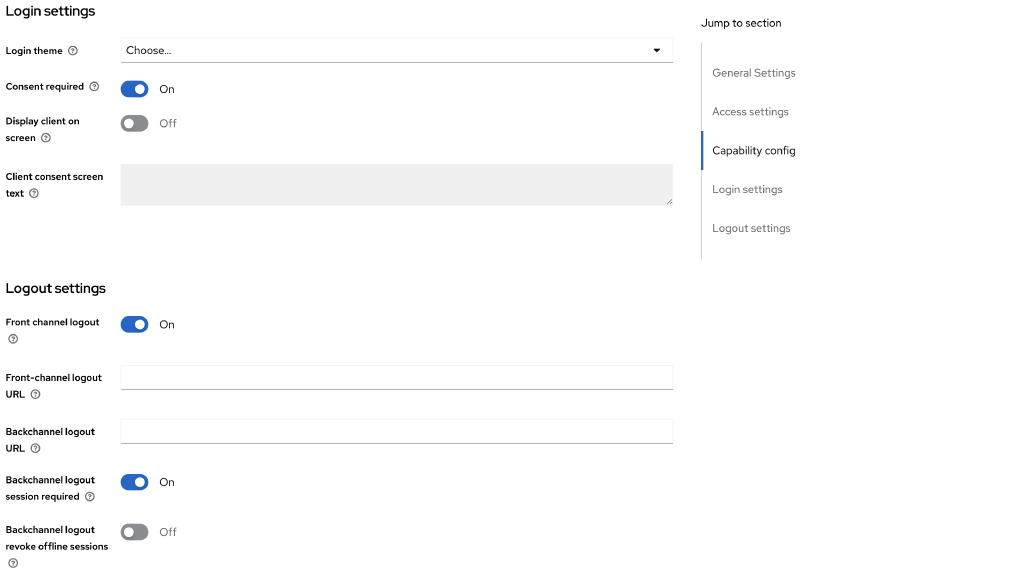 Login settings
Login theme
Choose...
Consent required
On
Display client on
screen
Off
Client consent screen
text
Logout settings
Front channel logout
On
Front-channel logout
URL
Backchannel logout
URL
Backchannel logout
session required
On
Backchannel logout
revoke offline sessions
Off
Jump to section
General Settings
Access settings
Capability config
Login settings
Logout settings